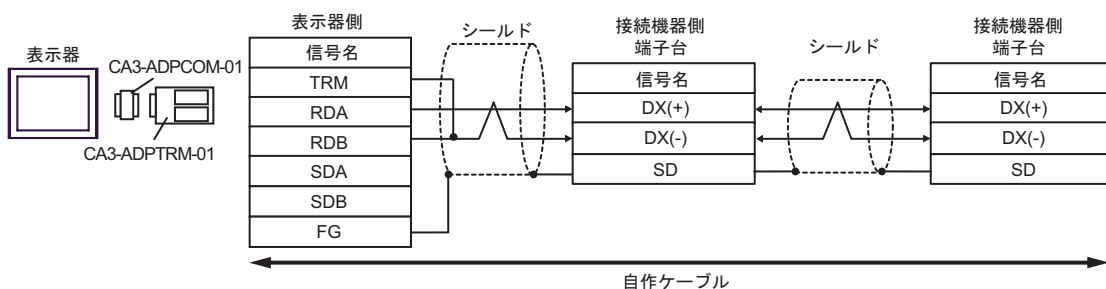 表示器
CA3-ADPCOM-01
CA3-ADPTRM-01
表示器側
信号名
TRM
RDA
RDB
SDA
SDB
FG
シールド
接続機器側
端子台
信号名
DX(+)
DX(-)
SD
シールド
接続機器側
端子台
信号名
DX(+)
DX(-)
SD
自作ケーブル